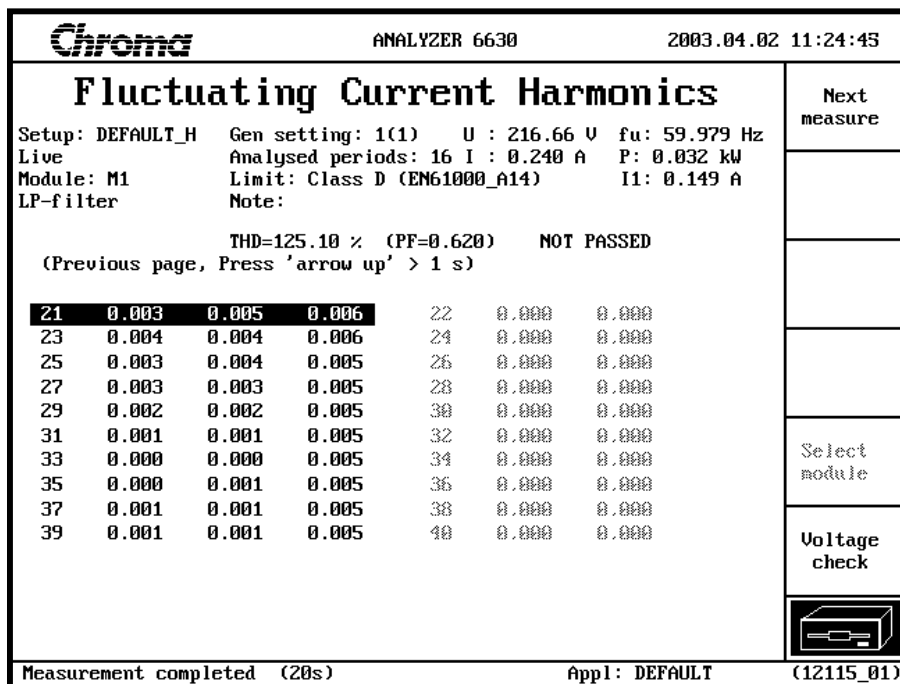 Chroma ANALYZER 6630 2003.04.02 11:24:45
Fluctuating Current Harmonics
Setup: DEFAULT_H Gen setting: 1(1) U : 216.66 V fu: 59.979 Hz
Live Analysed periods: 16 I : 0.240 A P: 0.032 kW
Module: M1 Limit: Class D (EN61000_A14) I1: 0.149 A
LP-filter Note:
THD=125.10 % (PF=0.620) NOT PASSED
(Previous page, Press 'arrow up' > 1 s)
21 0.003 0.005 0.006 22 0.000 0.000
23 0.004 0.004 0.006 24 0.000 0.000
25 0.003 0.004 0.005 26 0.000 0.000
27 0.003 0.003 0.005 28 0.000 0.000
29 0.002 0.002 0.005 30 0.000 0.000
31 0.001 0.001 0.005 32 0.000 0.000
33 0.000 0.000 0.005 34 0.000 0.000
35 0.000 0.001 0.005 36 0.000 0.000
37 0.001 0.001 0.005 38 0.000 0.000
39 0.001 0.001 0.005 40 0.000 0.000
Next
measure
Select
module
Voltage
check
Measurement completed (20s) Appl: DEFAULT (12115_01)